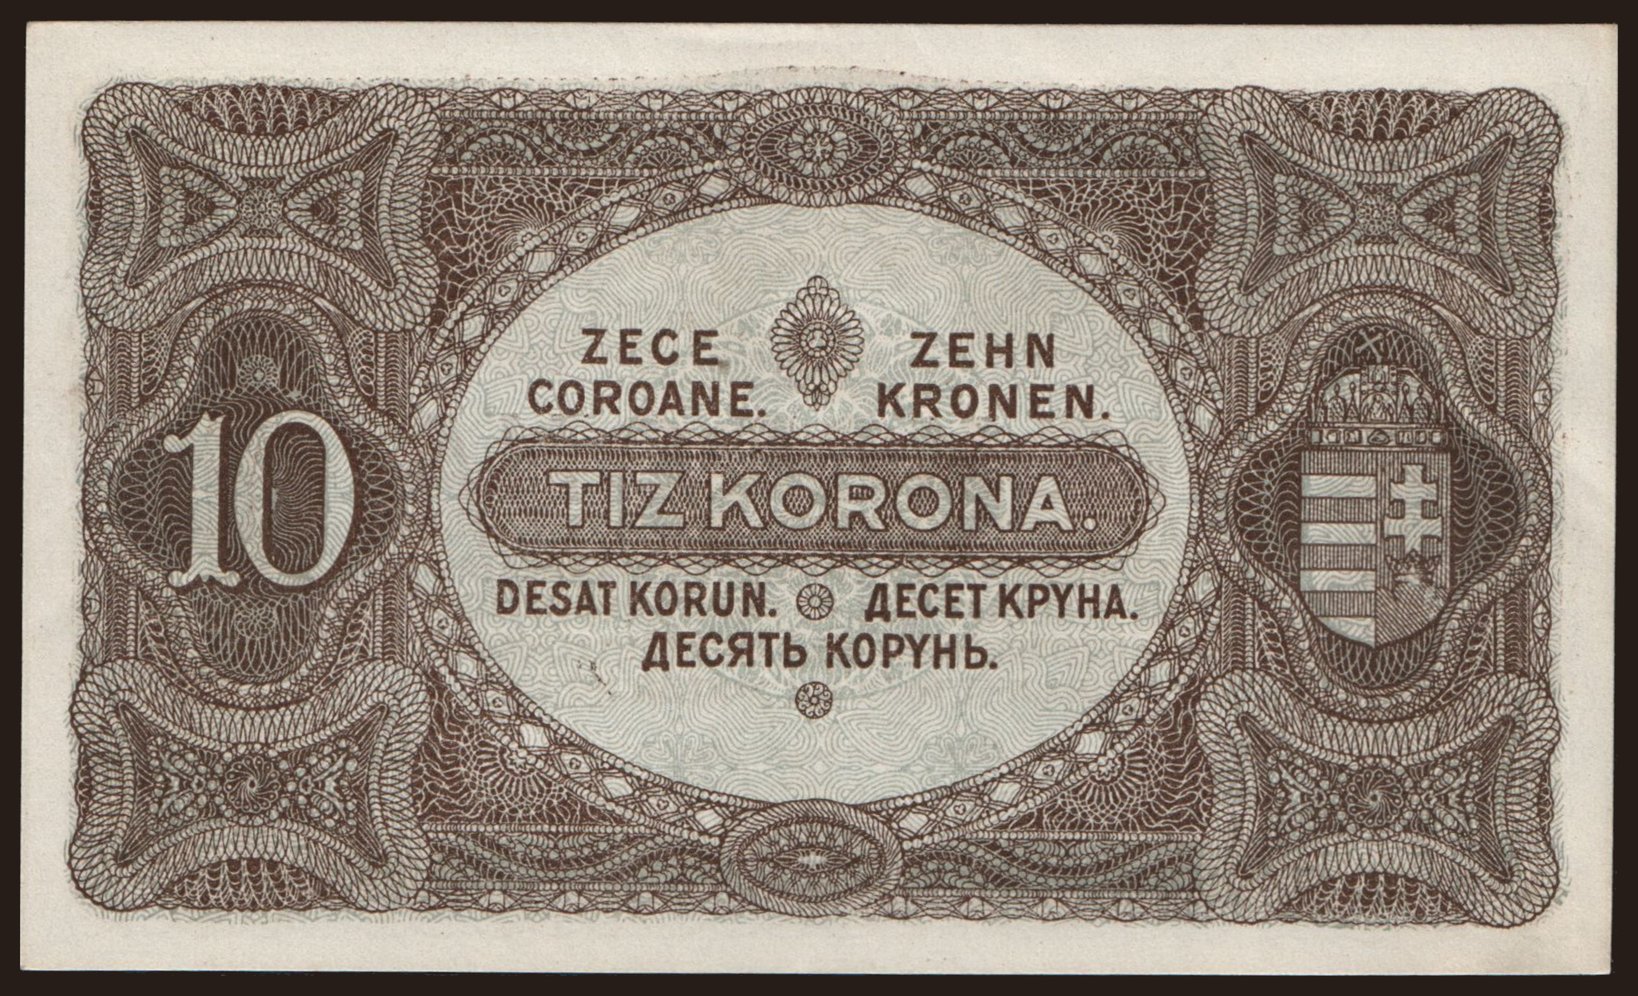 ZECE
COROANE.
ZEHN
KRONEN.
10
TIZ KORONA.
DESAT KORUN.
ДЕСЕТ КРУНА.
ДЕСЯТЬ КОРУНЬ.